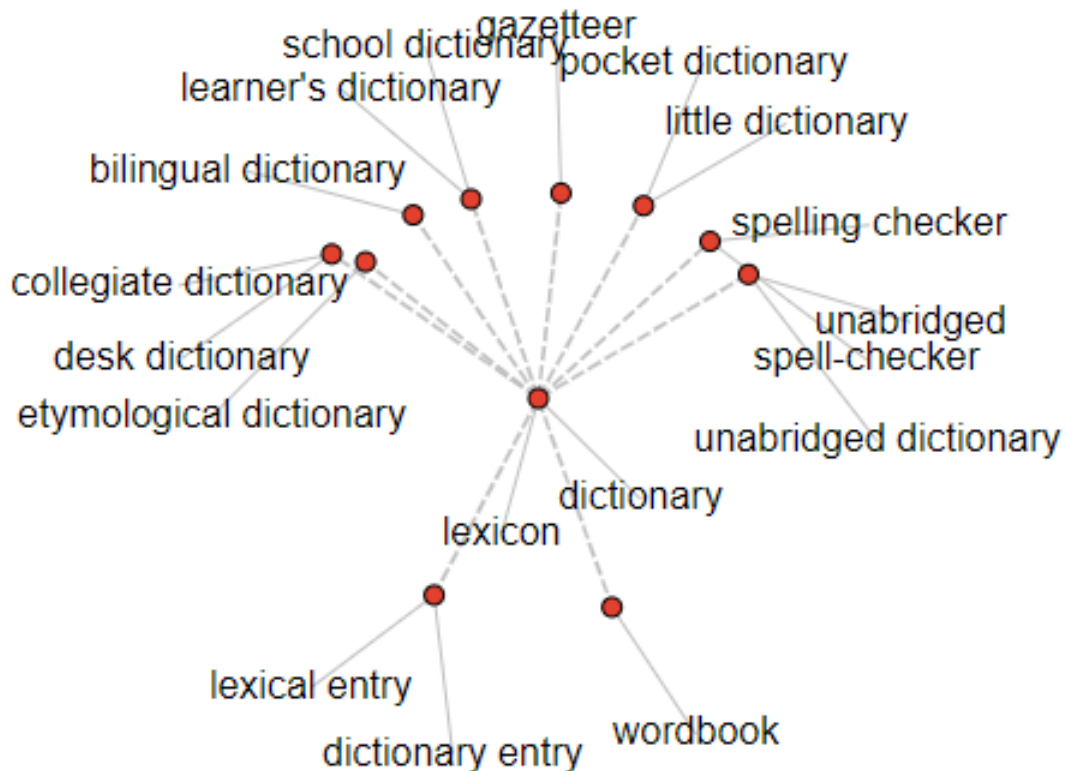 gazetteer
school dictionary
pocket dictionary
learner's dictionary
little dictionary
bilingual dictionary
spelling checker
collegiate dictionary
unabridged
desk dictionary
spell-checker
etymological dictionary
unabridged dictionary
dictionary
lexicon
lexical entry
wordbook
dictionary entry